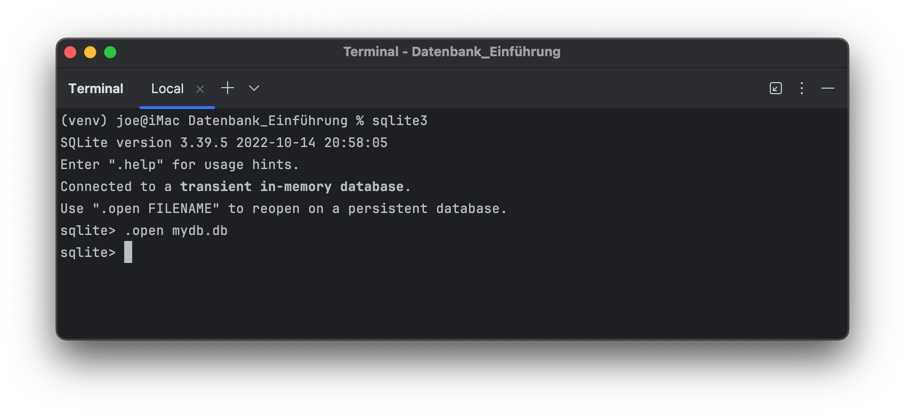 Terminal - Datenbank_Einführung
Terminal Local
(venv) joe@iMac Datenbank_Einführung % sqlite3
SQLite version 3.39.5 2022-10-14 20:58:05
Enter ".help" for usage hints.
Connected to a transient in-memory database.
Use ".open FILENAME" to reopen on a persistent database.
sqlite> .open mydb.db
sqlite>